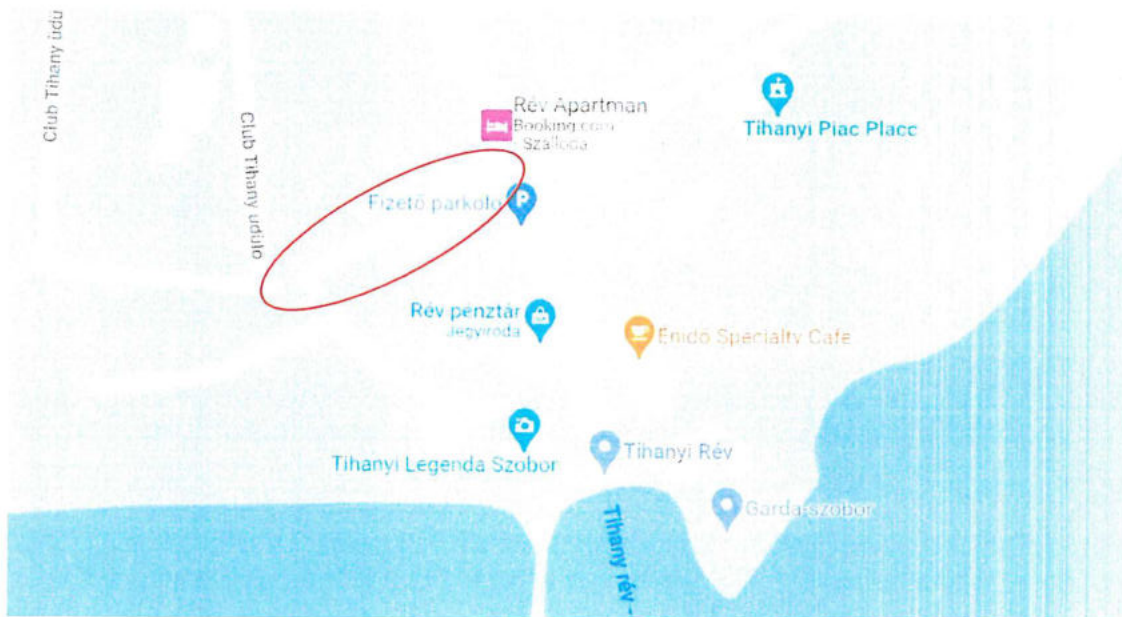 Club Tihany üdü
Club Tihany üdülő
Rév Apartman
Booking.com
Szálloda
Tihanyi Piac Placc
Fizető parkoló
P
Rév pénztár
Jegyiroda
Enidő Specialty Cafe
Tihanyi Legenda Szobor
Tihanyi Rév
Garda-szobor
Tihany rév -